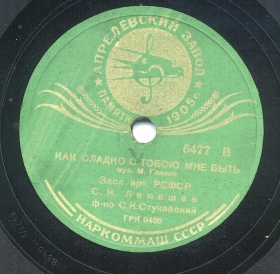 АПРЕЛЕВСКИЙ ЗАВОД
ПАМЯТИ 1905 г.
6477 В
КАК СЛАДКО С ТОБОЮ МНЕ БЫТЬ
муз. М. Глинки
Засл. арт. РСФСР
С. Я. Лемешев
ф-но С.К.Стучевский
ГРК 6400
НАРКОММАШ СССР